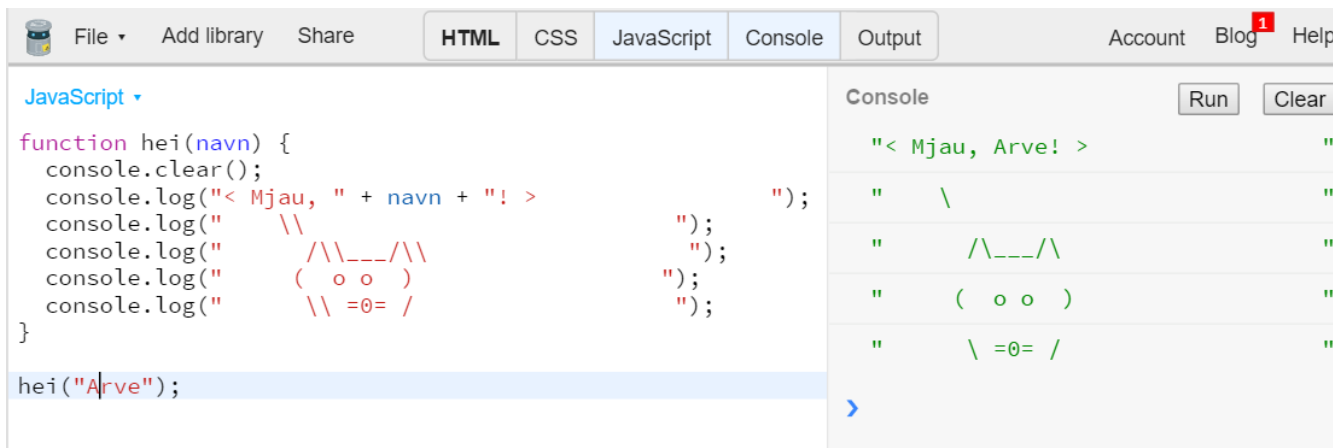 File ▾ Add library Share HTML CSS JavaScript Console Output Account Blog 1 Help
JavaScript ▾
function hei(navn) {
  console.clear();
  console.log("< Mjau, " + navn + "! >                 ");
  console.log("    \\                           ");
  console.log("      /\\___/\\                   ");
  console.log("     (  o o  )                  ");
  console.log("      \\ =0= /                   ");
}
hei("Arve");
Console Run Clear
"< Mjau, Arve! >                 "
"    \                           "
"      /\___/\                   "
"     (  o o  )                  "
"      \ =0= /                   "
❯